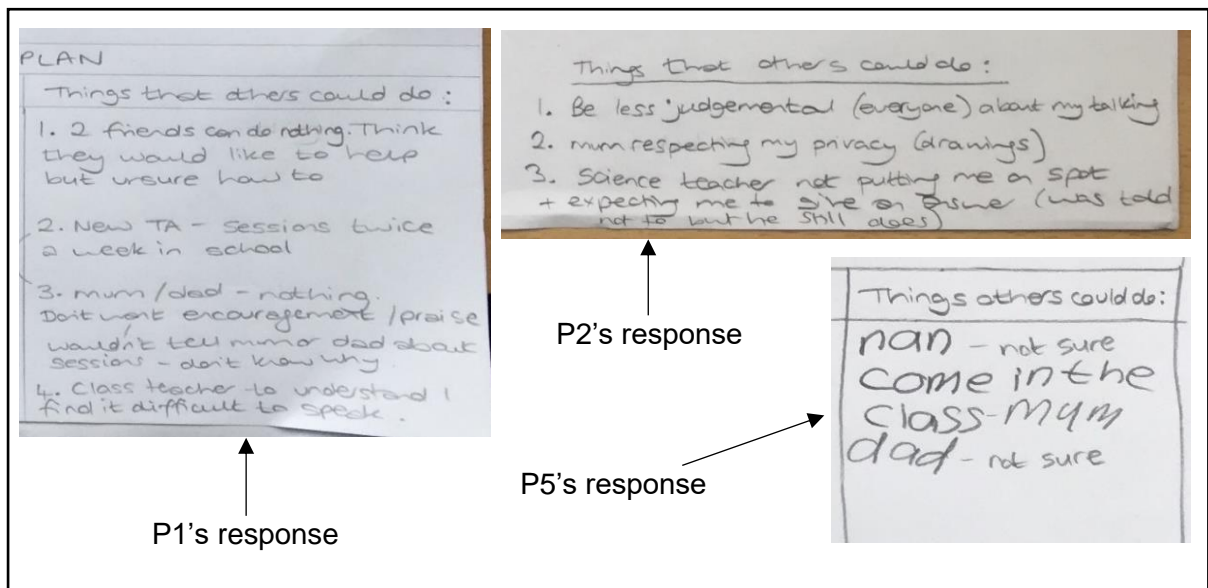 PLAN
Things that others could do :
1. 2 friends can do nothing. Think
they would like to help
but unsure how to
2. New TA - sessions twice
a week in school
3. mum/dad - nothing.
Don't want encouragement / praise
wouldn't tell mum or dad about
sessions - don't know why.
4. Class teacher to understand I
find it difficult to speak.
P1's response
Things that others could do :
1. Be less judgemental (everyone) about my talking
2. mum respecting my privacy (drawings)
3. Science teacher not putting me on spot
+ expecting me to give an (was told
not to but he still does)
P2's response
Things others could do:
nan - not sure
come in the
class - mum
dad - not sure
P5's response